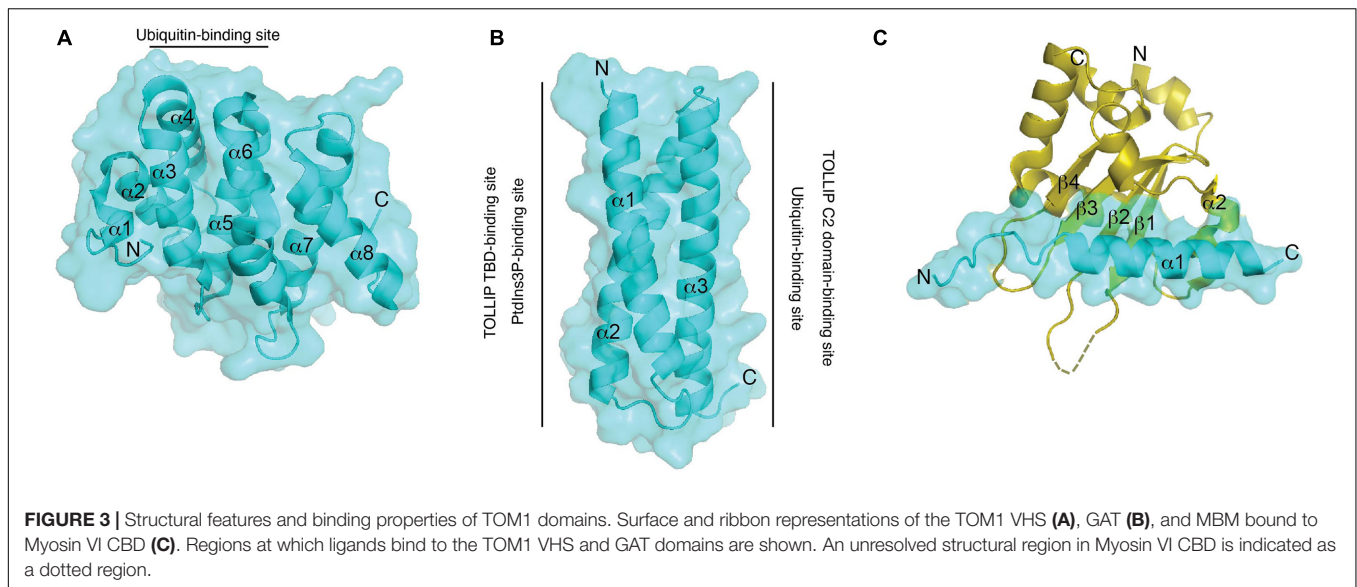 A
Ubiquitin-binding site
α4
α6
α3
α2
α5
α1
N
α7
α8
C
B
N
TOLLIP TBD-binding site
PtdIns3P-binding site
α1
α3
α2
C
TOLLIP C2 domain-binding site
Ubiquitin-binding site
C
C
N
β4
β3
β2
β1
α2
α1
N
C
FIGURE 3 | Structural features and binding properties of TOM1 domains. Surface and ribbon representations of the TOM1 VHS (A), GAT (B), and MBM bound to
Myosin VI CBD (C). Regions at which ligands bind to the TOM1 VHS and GAT domains are shown. An unresolved structural region in Myosin VI CBD is indicated as
a dotted region.